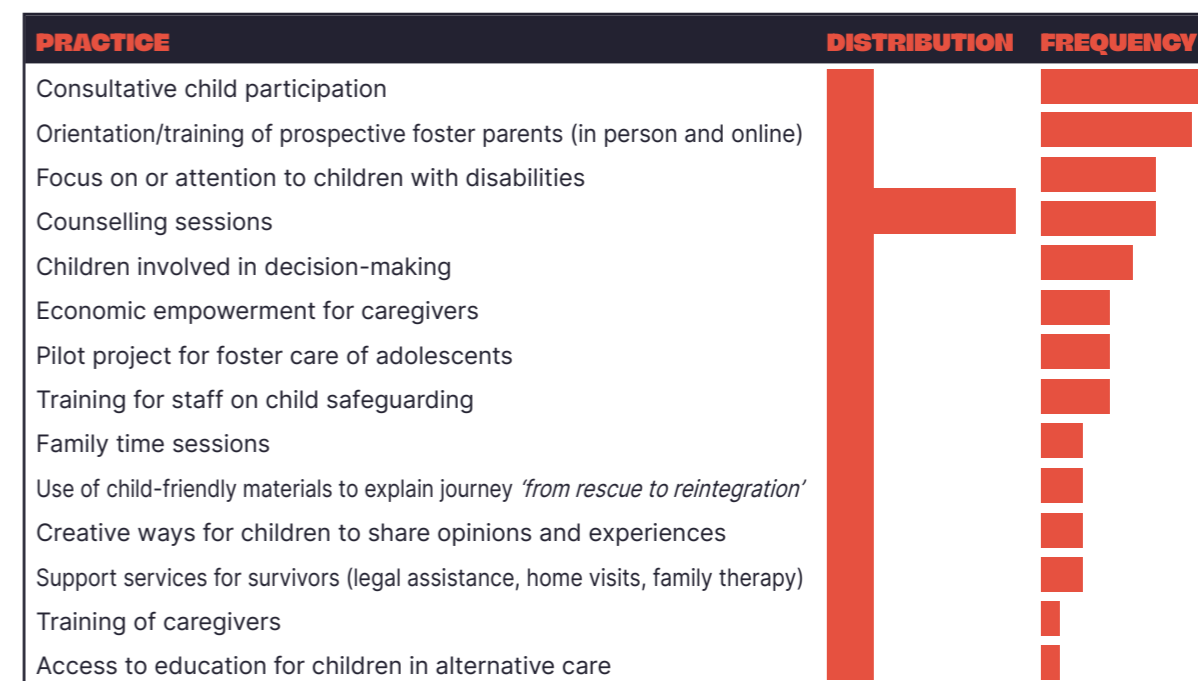 PRACTICE DISTRIBUTION FREQUENCY
Consultative child participation
Orientation/training of prospective foster parents (in person and online)
Focus on or attention to children with disabilities
Counselling sessions
Children involved in decision-making
Economic empowerment for caregivers
Pilot project for foster care of adolescents
Training for staff on child safeguarding
Family time sessions
Use of child-friendly materials to explain journey ‘from rescue to reintegration’
Creative ways for children to share opinions and experiences
Support services for survivors (legal assistance, home visits, family therapy)
Training of caregivers
Access to education for children in alternative care